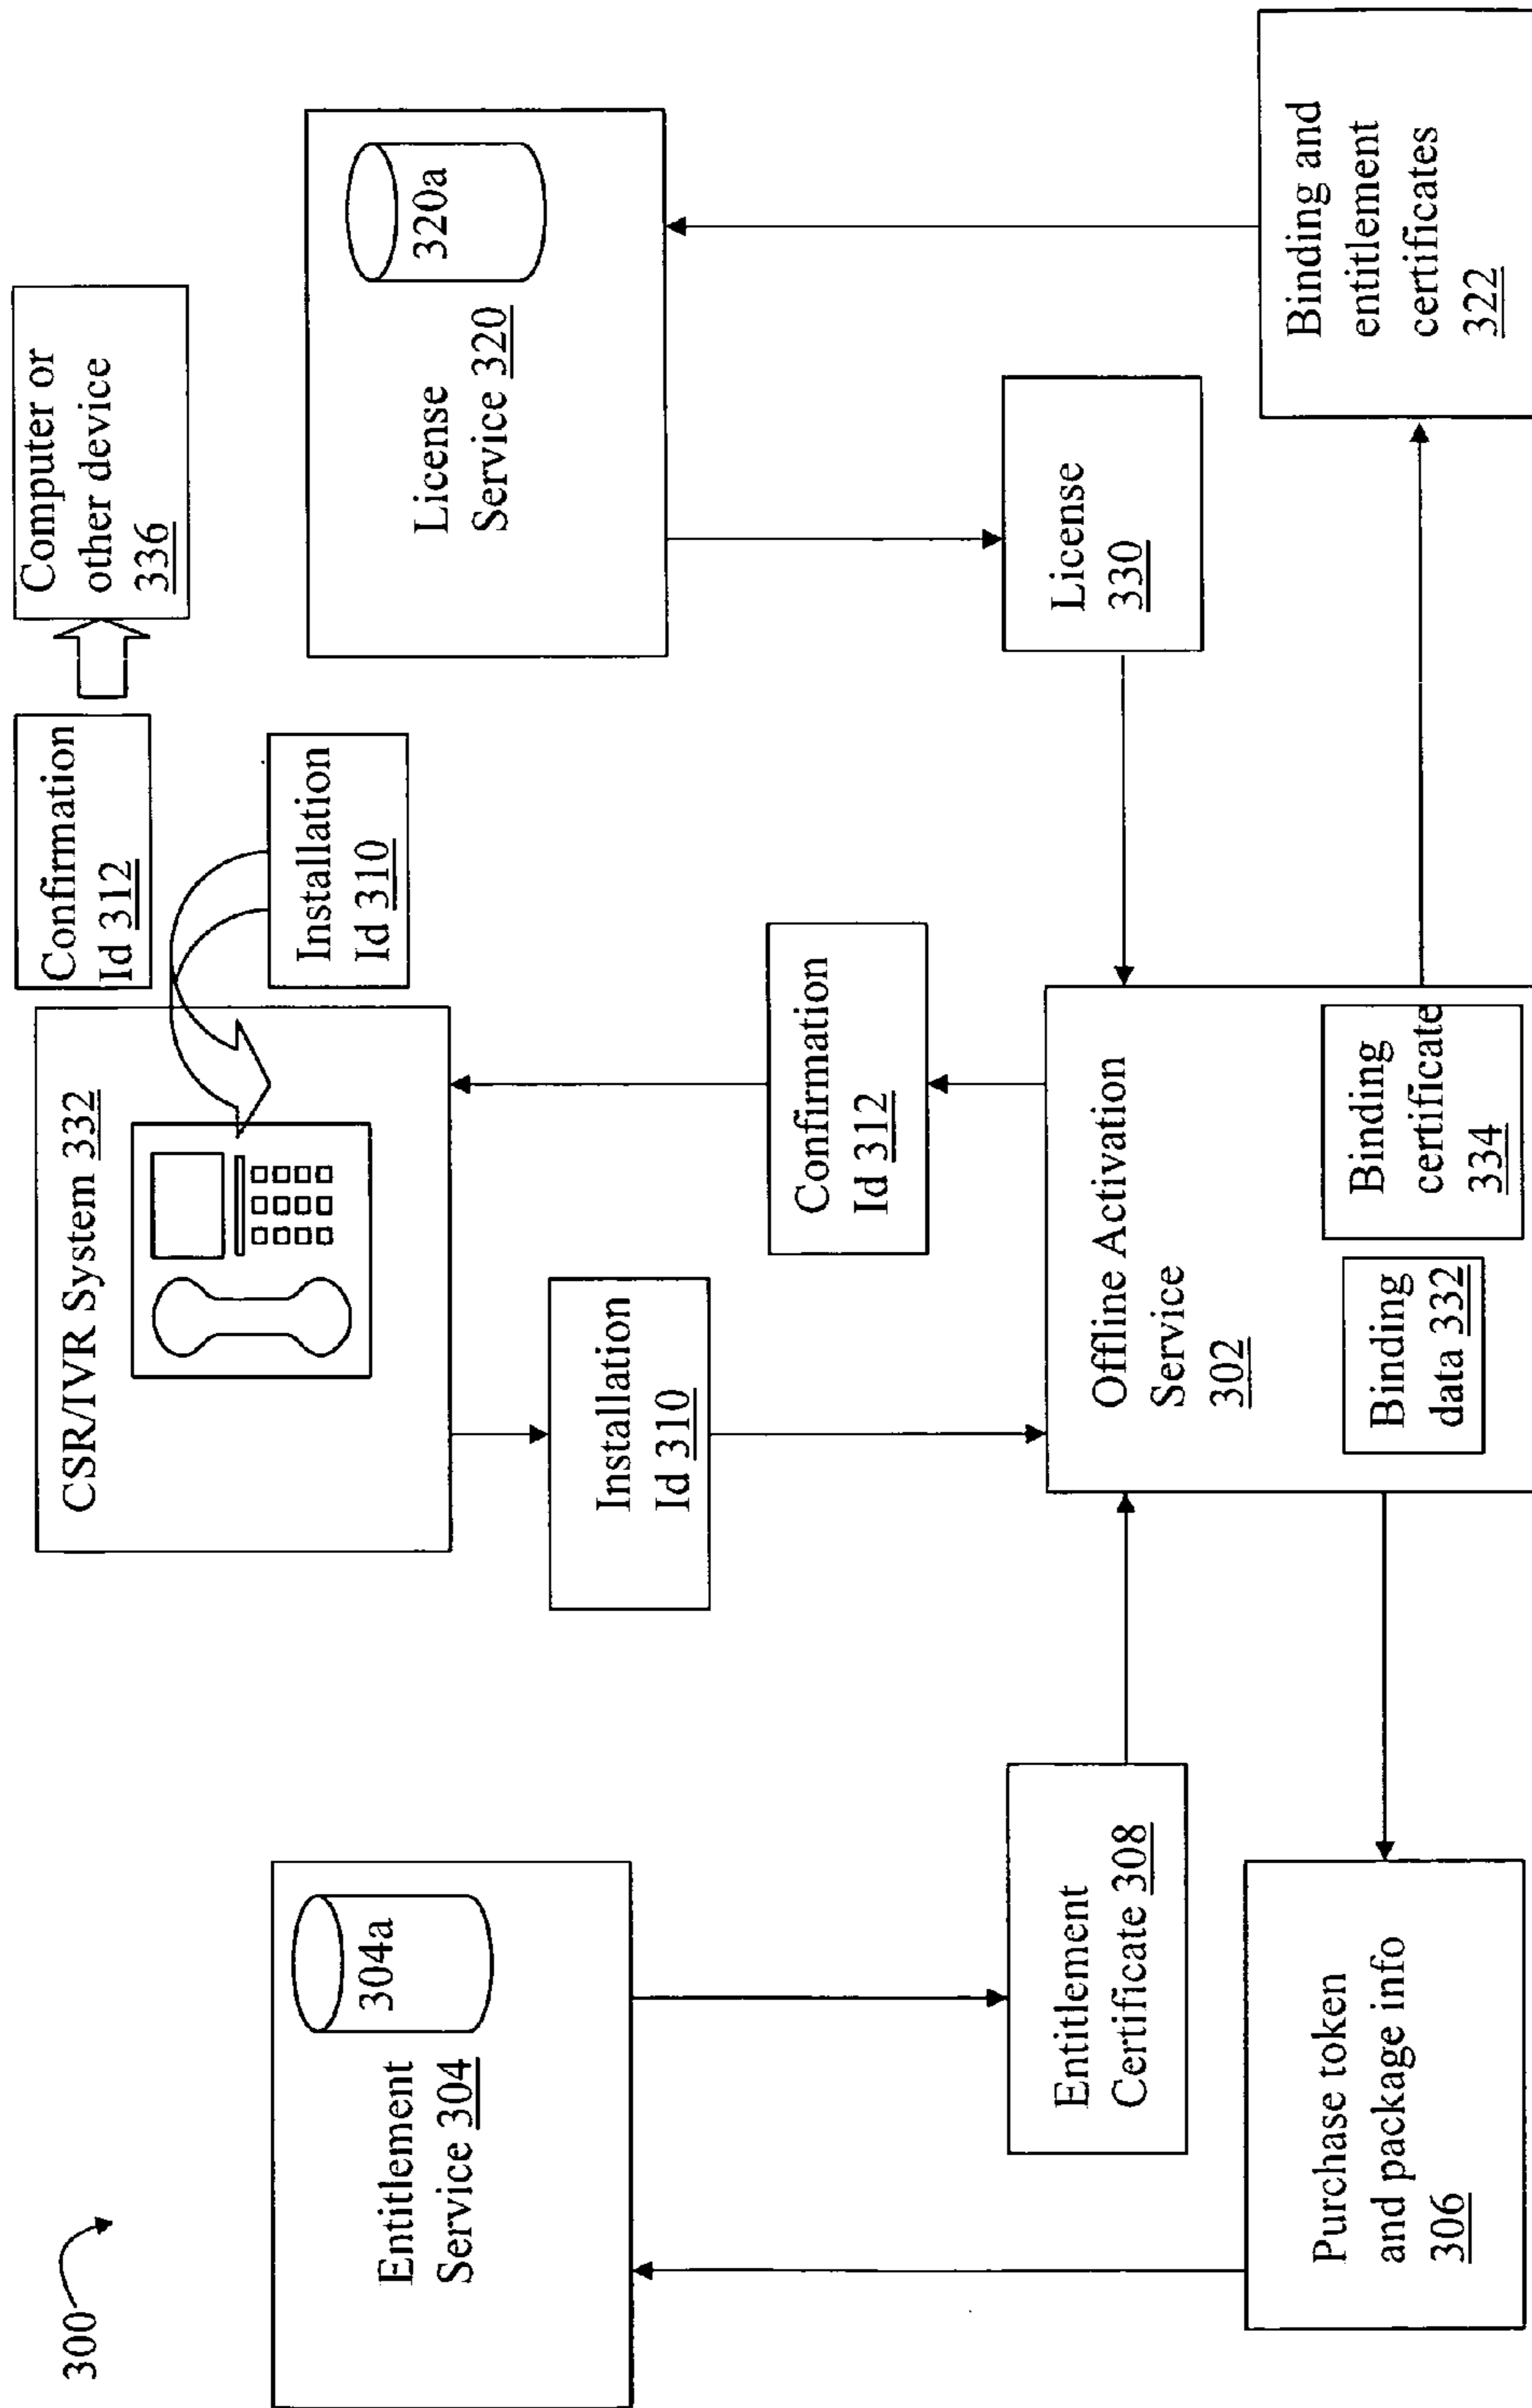 300
Entitlement
Service 304
304a
Purchase token
and package info
306
Entitlement
Certificate 308
CSR/IVR System 332
Installation
Id 310
Confirmation
Id 312
Offline Activation
Service
302
Binding
data 332
Binding
certificate
334
Confirmation
Id 312
Installation
Id 310
Computer or
other device
336
License
Service 320
320a
License
330
Binding and
entitlement
certificates
322